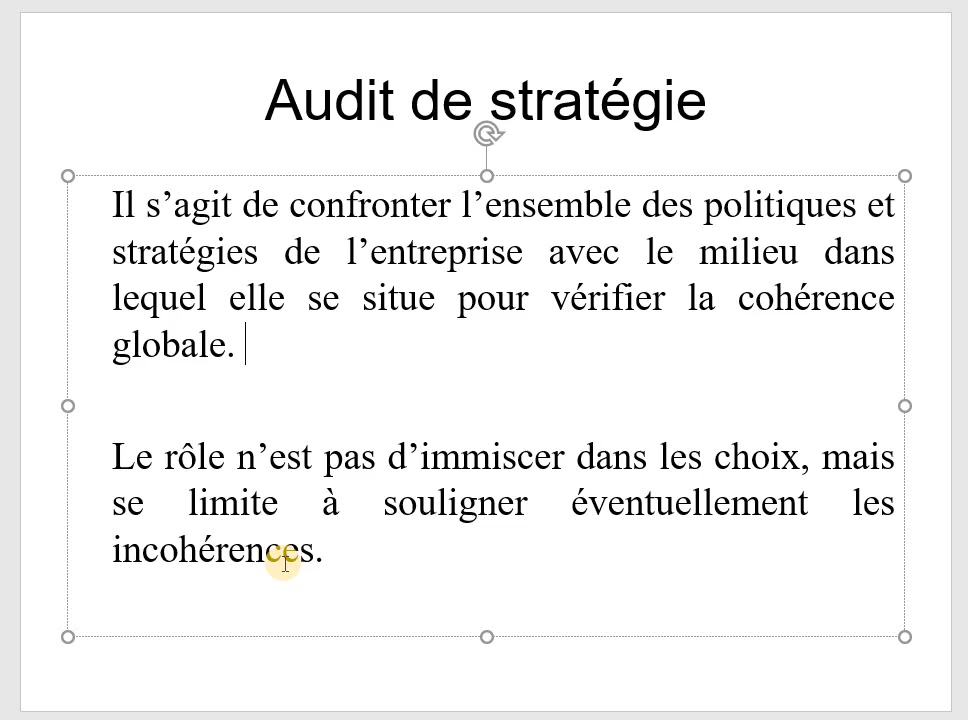 Audit de stratégie
Il s’agit de confronter l’ensemble des politiques et
stratégies de l’entreprise avec le milieu dans
lequel elle se situe pour vérifier la cohérence
globale.
Le rôle n’est pas d’immiscer dans les choix, mais
se limite à souligner éventuellement les
incohérences.